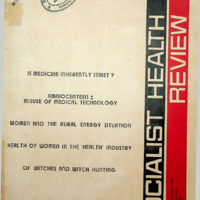 IS MEDICINE INHERENTLY SEXIST ?
AMNIOCENTESIS :
MISUSE OF MEDICAL TECHNOLOGY
WOMEN AND THE RURAL ENERGY SITUATION
HEALTH OF WOMEN IN THE HEALTH INDUSTRY
OF WITCHES AND WITCH HUNTING
SOCIALIST HEALTH
REVIEW